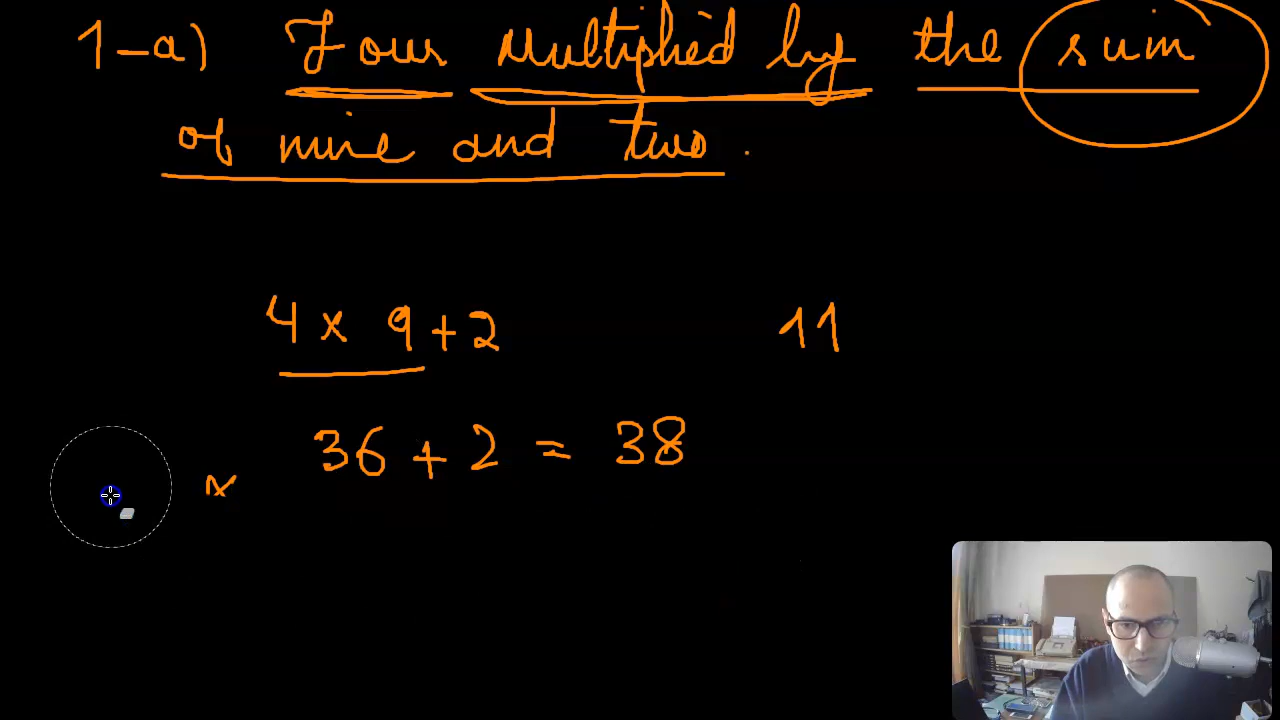 1-a) Four multiplied by the sum
of nine and two.
4 x 9 + 2 11
36 + 2 = 38
x